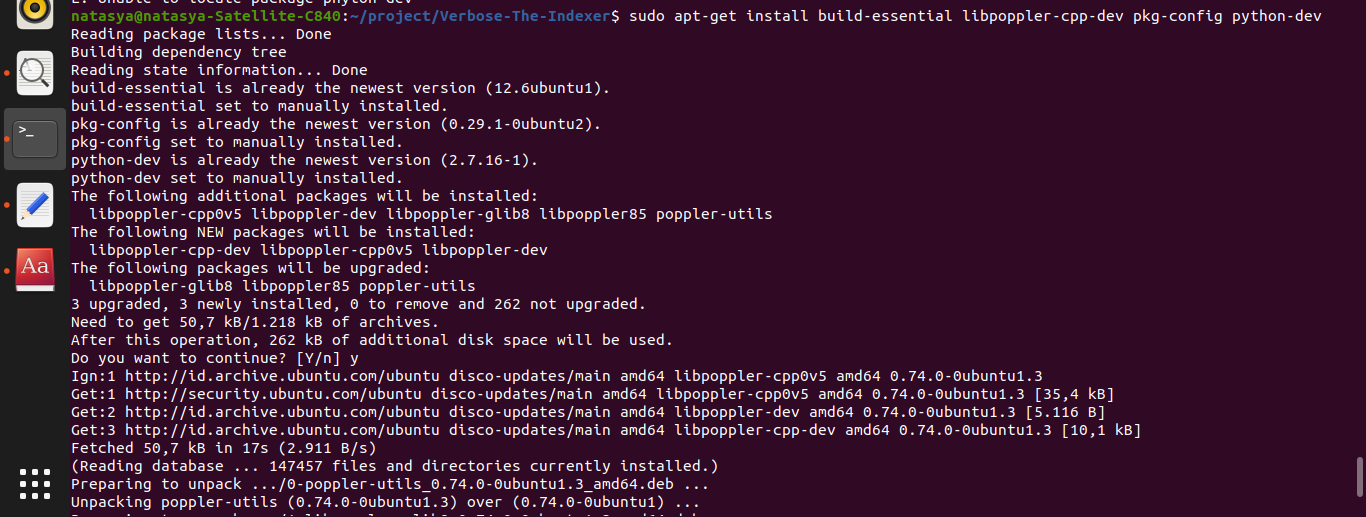 E: Unable to locate package phyton-dev
natasya@natasya-Satellite-C840:~/project/Verbose-The-Indexer$ sudo apt-get install build-essential libpoppler-cpp-dev pkg-config python-dev
Reading package lists... Done
Building dependency tree
Reading state information... Done
build-essential is already the newest version (12.6ubuntu1).
build-essential set to manually installed.
pkg-config is already the newest version (0.29.1-0ubuntu2).
pkg-config set to manually installed.
python-dev is already the newest version (2.7.16-1).
python-dev set to manually installed.
The following additional packages will be installed:
libpoppler-cpp0v5 libpoppler-dev libpoppler-glib8 libpoppler85 poppler-utils
The following NEW packages will be installed:
libpoppler-cpp-dev libpoppler-cpp0v5 libpoppler-dev
The following packages will be upgraded:
libpoppler-glib8 libpoppler85 poppler-utils
3 upgraded, 3 newly installed, 0 to remove and 262 not upgraded.
Need to get 50,7 kB/1.218 kB of archives.
After this operation, 262 kB of additional disk space will be used.
Do you want to continue? [Y/n] y
Ign:1 http://id.archive.ubuntu.com/ubuntu disco-updates/main amd64 libpoppler-cpp0v5 amd64 0.74.0-0ubuntu1.3
Get:1 http://security.ubuntu.com/ubuntu disco-updates/main amd64 libpoppler-cpp0v5 amd64 0.74.0-0ubuntu1.3 [35,4 kB]
Get:2 http://id.archive.ubuntu.com/ubuntu disco-updates/main amd64 libpoppler-dev amd64 0.74.0-0ubuntu1.3 [5.116 B]
Get:3 http://id.archive.ubuntu.com/ubuntu disco-updates/main amd64 libpoppler-cpp-dev amd64 0.74.0-0ubuntu1.3 [10,1 kB]
Fetched 50,7 kB in 17s (2.911 B/s)
(Reading database ... 147457 files and directories currently installed.)
Preparing to unpack .../0-poppler-utils_0.74.0-0ubuntu1.3_amd64.deb ...
Unpacking poppler-utils (0.74.0-0ubuntu1.3) over (0.74.0-0ubuntu1) ...
>_
Aa